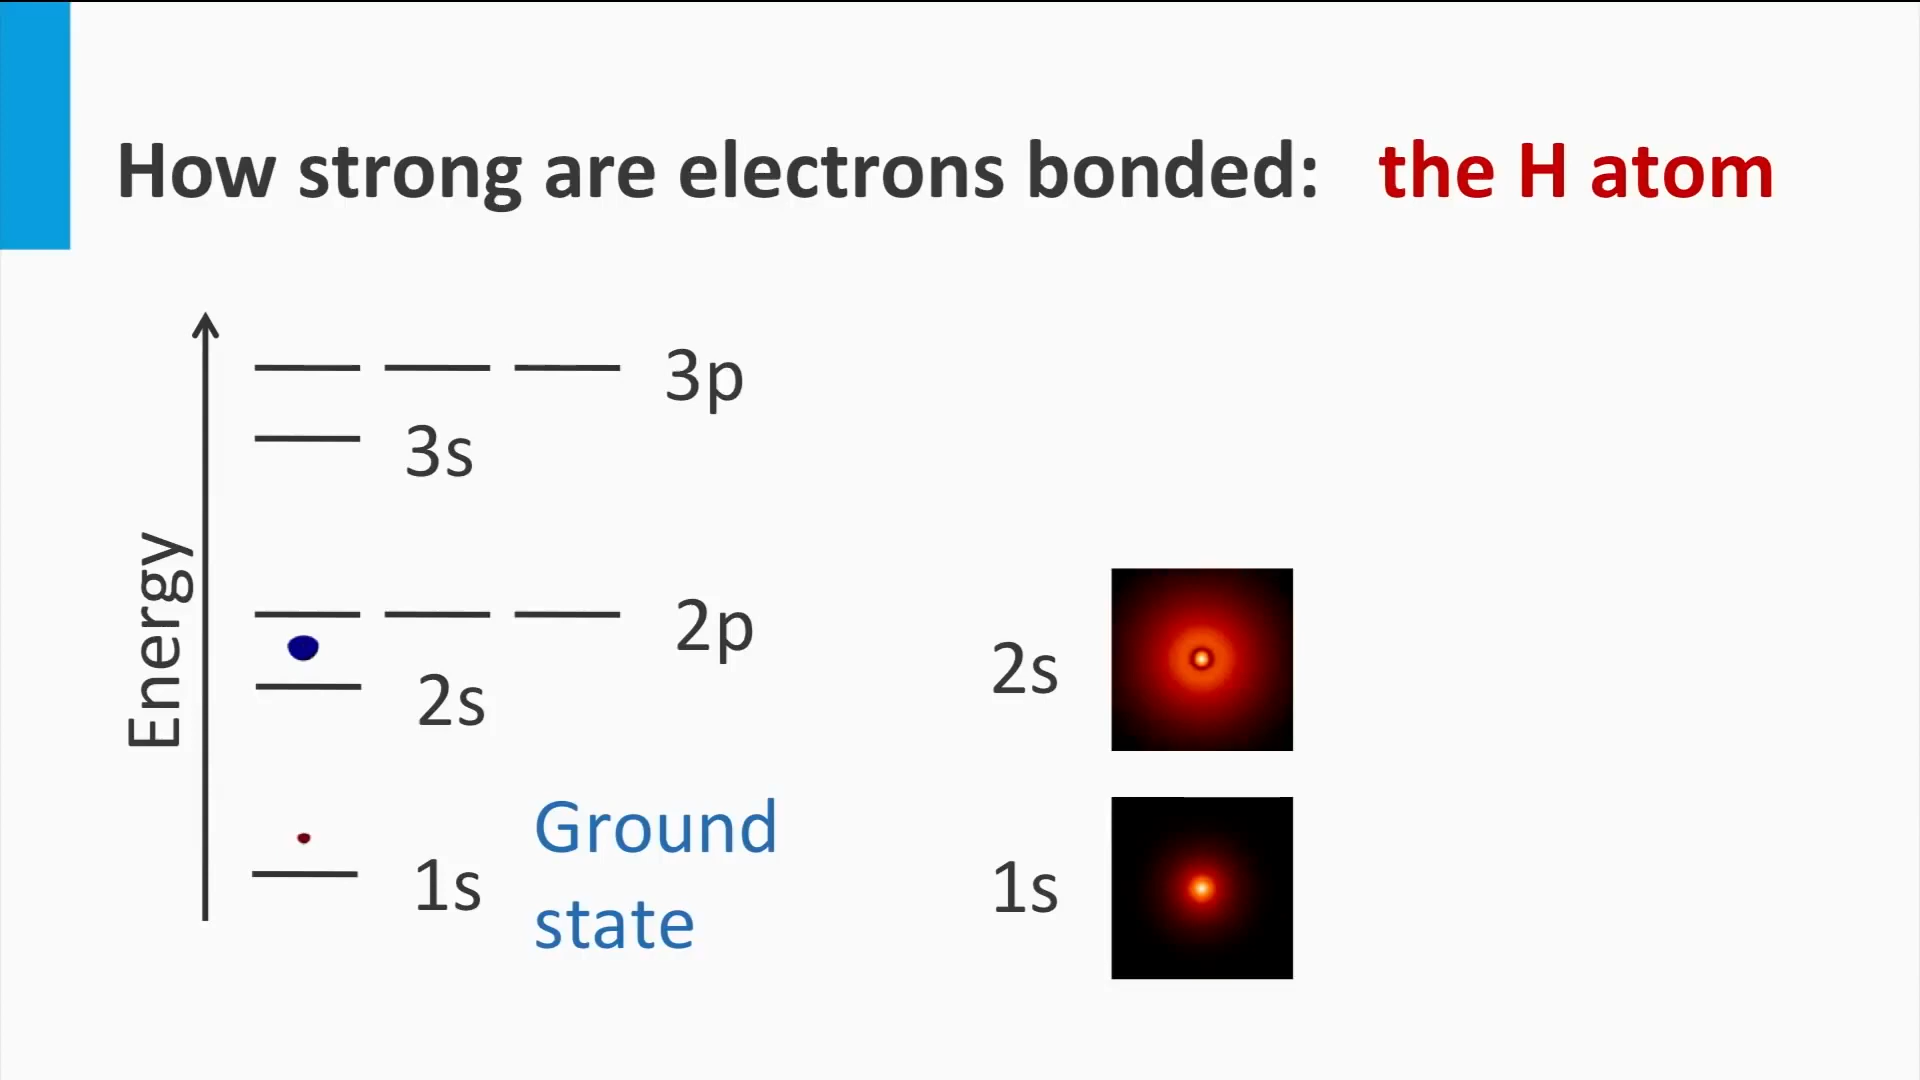 How strong are electrons bonded: the H atom
3p
3s
Energy
2p
2s
Ground
state
1s
2s
1s